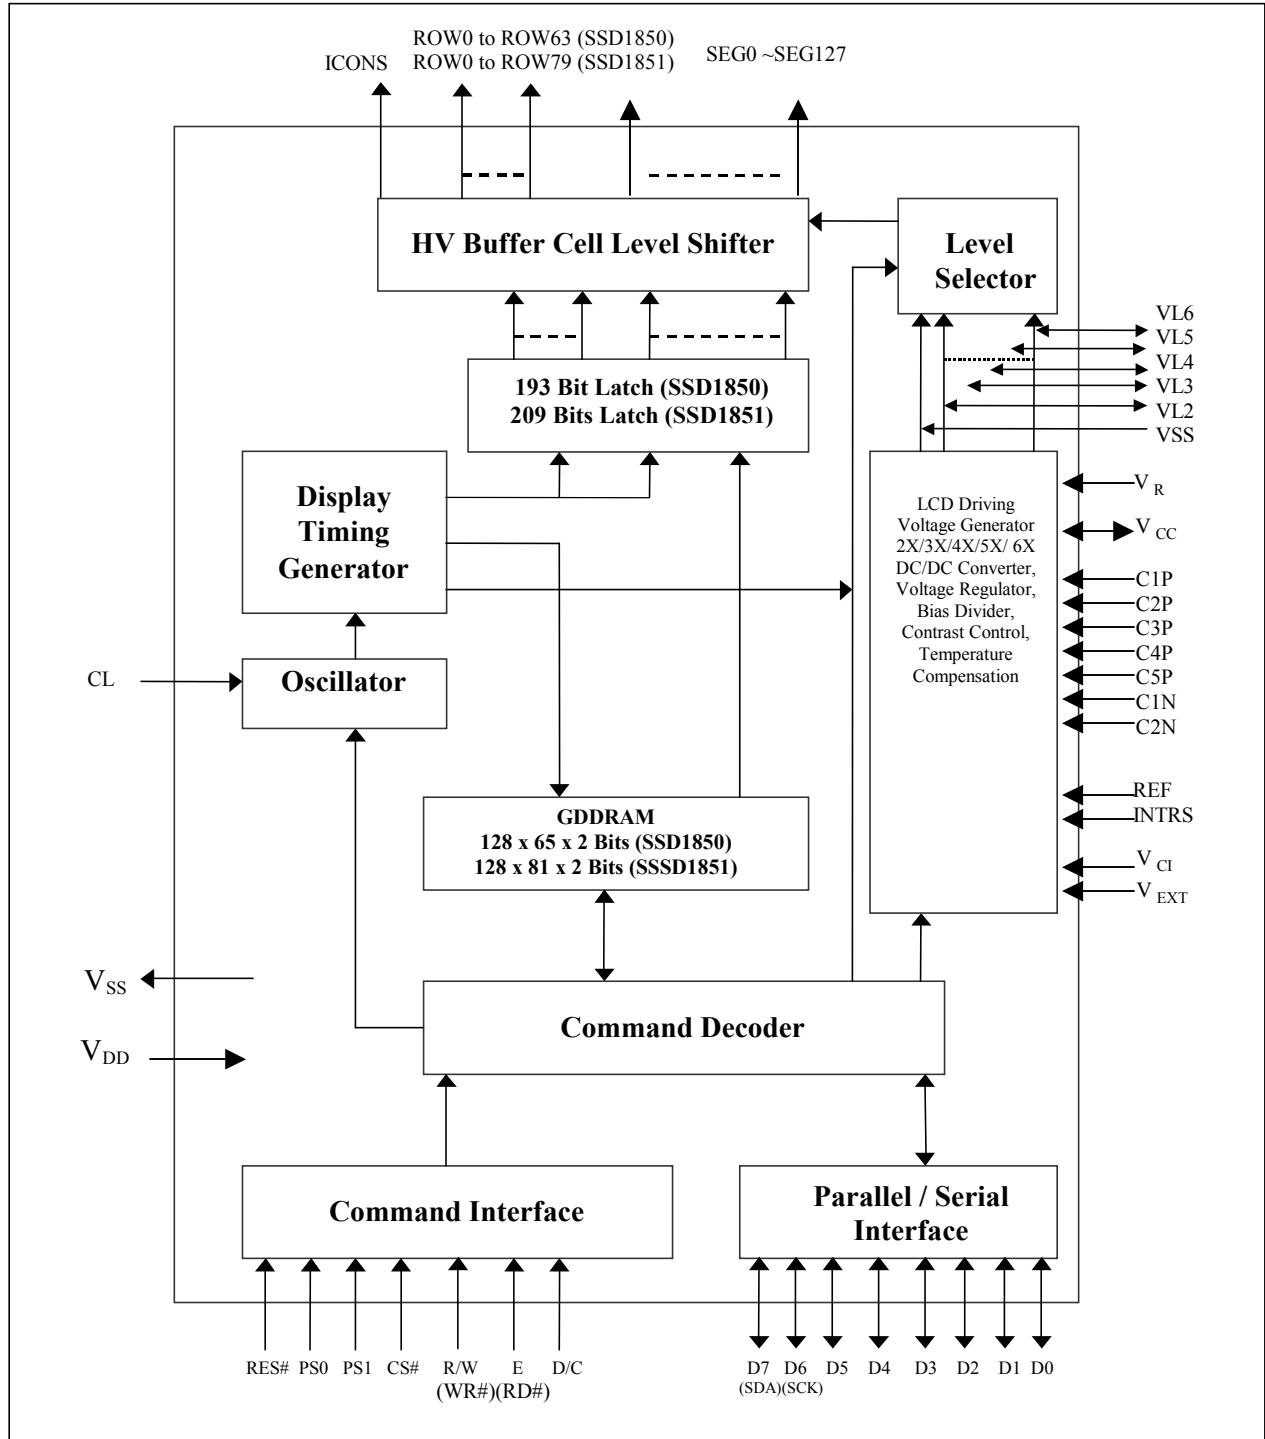 ROW0 to ROW63 (SSD1850)
ICONS
ROW0 to ROW79 (SSD1851)
SEG0 ~SEG127
HV Buffer Cell Level Shifter
Level
Selector
VL6
VL5
VL4
VL3
VL2
VSS
193 Bit Latch (SSD1850)
209 Bits Latch (SSD1851)
Display
Timing
Generator
LCD Driving
Voltage Generator
2X/3X/4X/5X/ 6X
DC/DC Converter,
Voltage Regulator,
Bias Divider,
Contrast Control,
Temperature
Compensation
V R
V CC
C1P
C2P
C3P
C4P
C5P
C1N
C2N
REF
INTRS
V CI
V EXT
CL
Oscillator
GDDRAM
128 x 65 x 2 Bits (SSD1850)
128 x 81 x 2 Bits (SSSD1851)
VSS
VDD
Command Decoder
Command Interface
Parallel / Serial
Interface
RES# PS0 PS1 CS# R/W E D/C
(WR#)(RD#)
D7 D6 D5 D4 D3 D2 D1 D0
(SDA)(SCK)